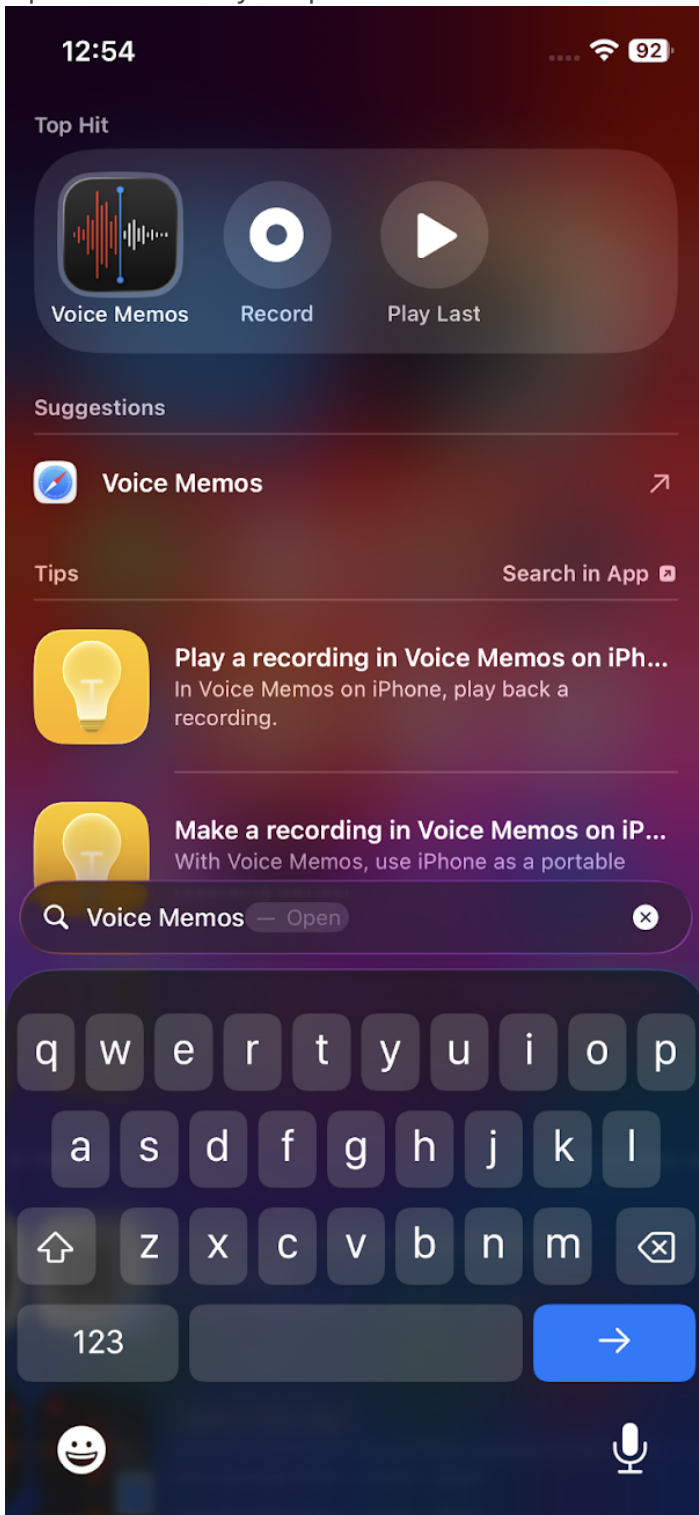 12:54
92
Top Hit
Voice Memos
Record
Play Last
Suggestions
Voice Memos
Tips
Search in App
Play a recording in Voice Memos on iPh...
In Voice Memos on iPhone, play back a
recording.
Make a recording in Voice Memos on iP...
With Voice Memos, use iPhone as a portable
Voice Memos — Open
q w e r t y u i o p
a s d f g h j k l
z x c v b n m
123